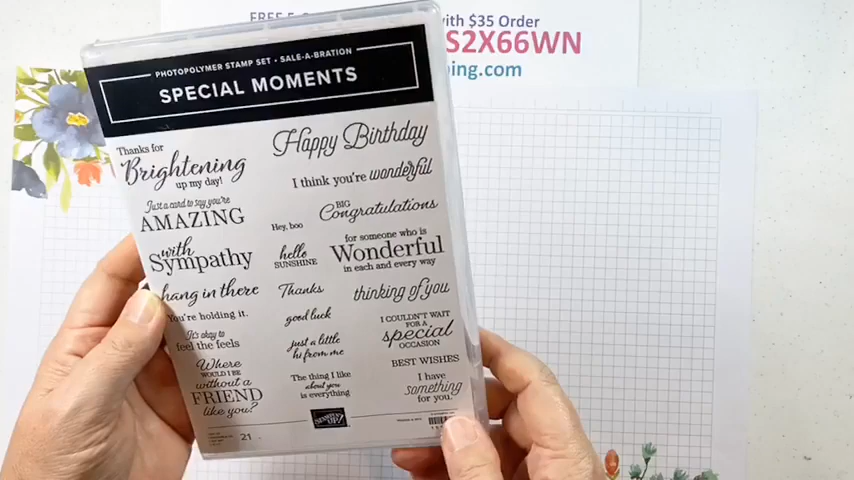 FREE
with $35 Order
S2X66WN
ing.com
PHOTOPOLYMER STAMP SET • SALE-A-BRATION
SPECIAL MOMENTS
Thanks for
Brightening
up my day!
Just a card to say you're
AMAZING
with
Sympathy
hang in there
You're holding it.
It's okay to
feel the feels
Where
WOULD I BE
without a
FRIEND
like you?
Happy Birthday
I think you're wonderful
BIG
Congratulations
Hey, boo
hello
SUNSHINE
for someone who is
Wonderful
in each and every way
Thanks
thinking of you
good luck
I COULDN'T WAIT
FOR A
special
OCCASION
just a little
hi from me
BEST WISHES
The thing I like
about you
is everything
I have
something
for you.
STAMPIN' UP!
21